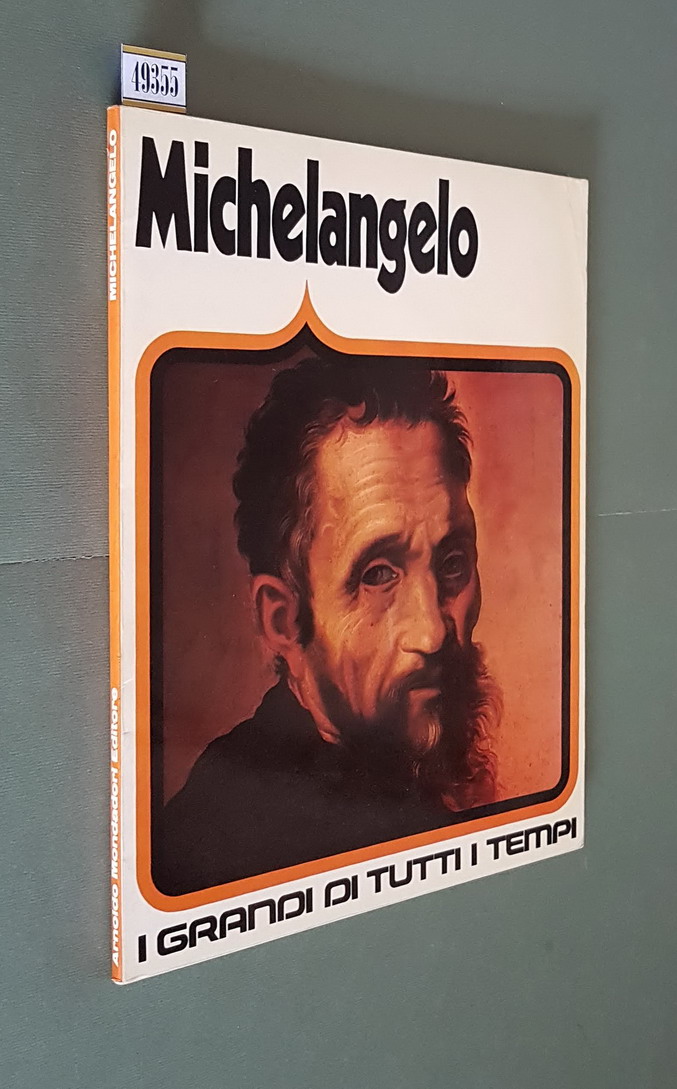 49355
Michelangelo
I GRANDI DI TUTTI I TEMPI
MICHELANGELO
Arnoldo Mondadori Editore